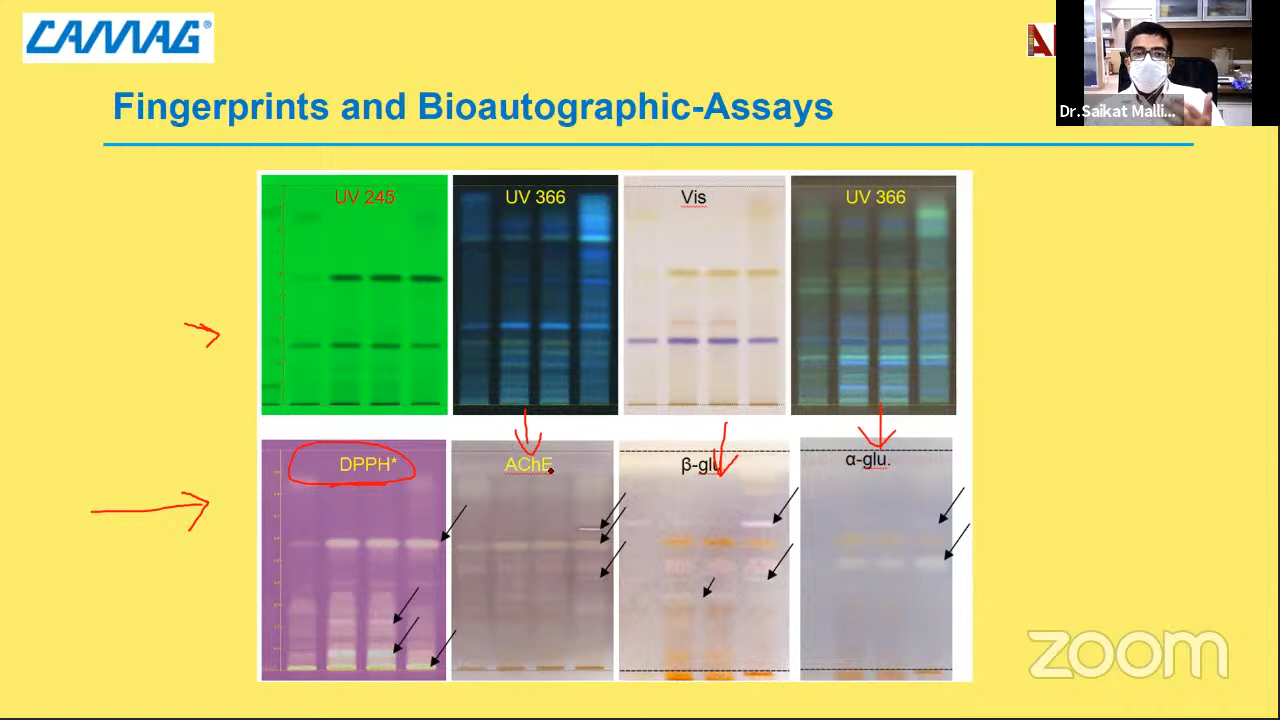 CAMAG®
A
Dr.Saikat Malli...
Fingerprints and Bioautographic-Assays
UV 245
UV 366
Vis
UV 366
DPPH*
AChE
β-glu
α-glu.
zoom